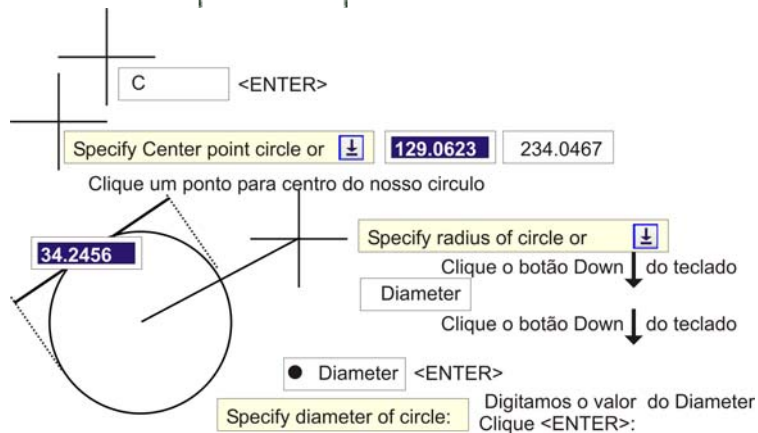 C <ENTER>
Specify Center point circle or 129.0623 234.0467
Clique um ponto para centro do nosso circulo
34.2456
Specify radius of circle or
Clique o botão Down do teclado
Diameter
Clique o botão Down do teclado
Diameter <ENTER>
Specify diameter of circle: Digitamos o valor do Diameter
Clique <ENTER>: